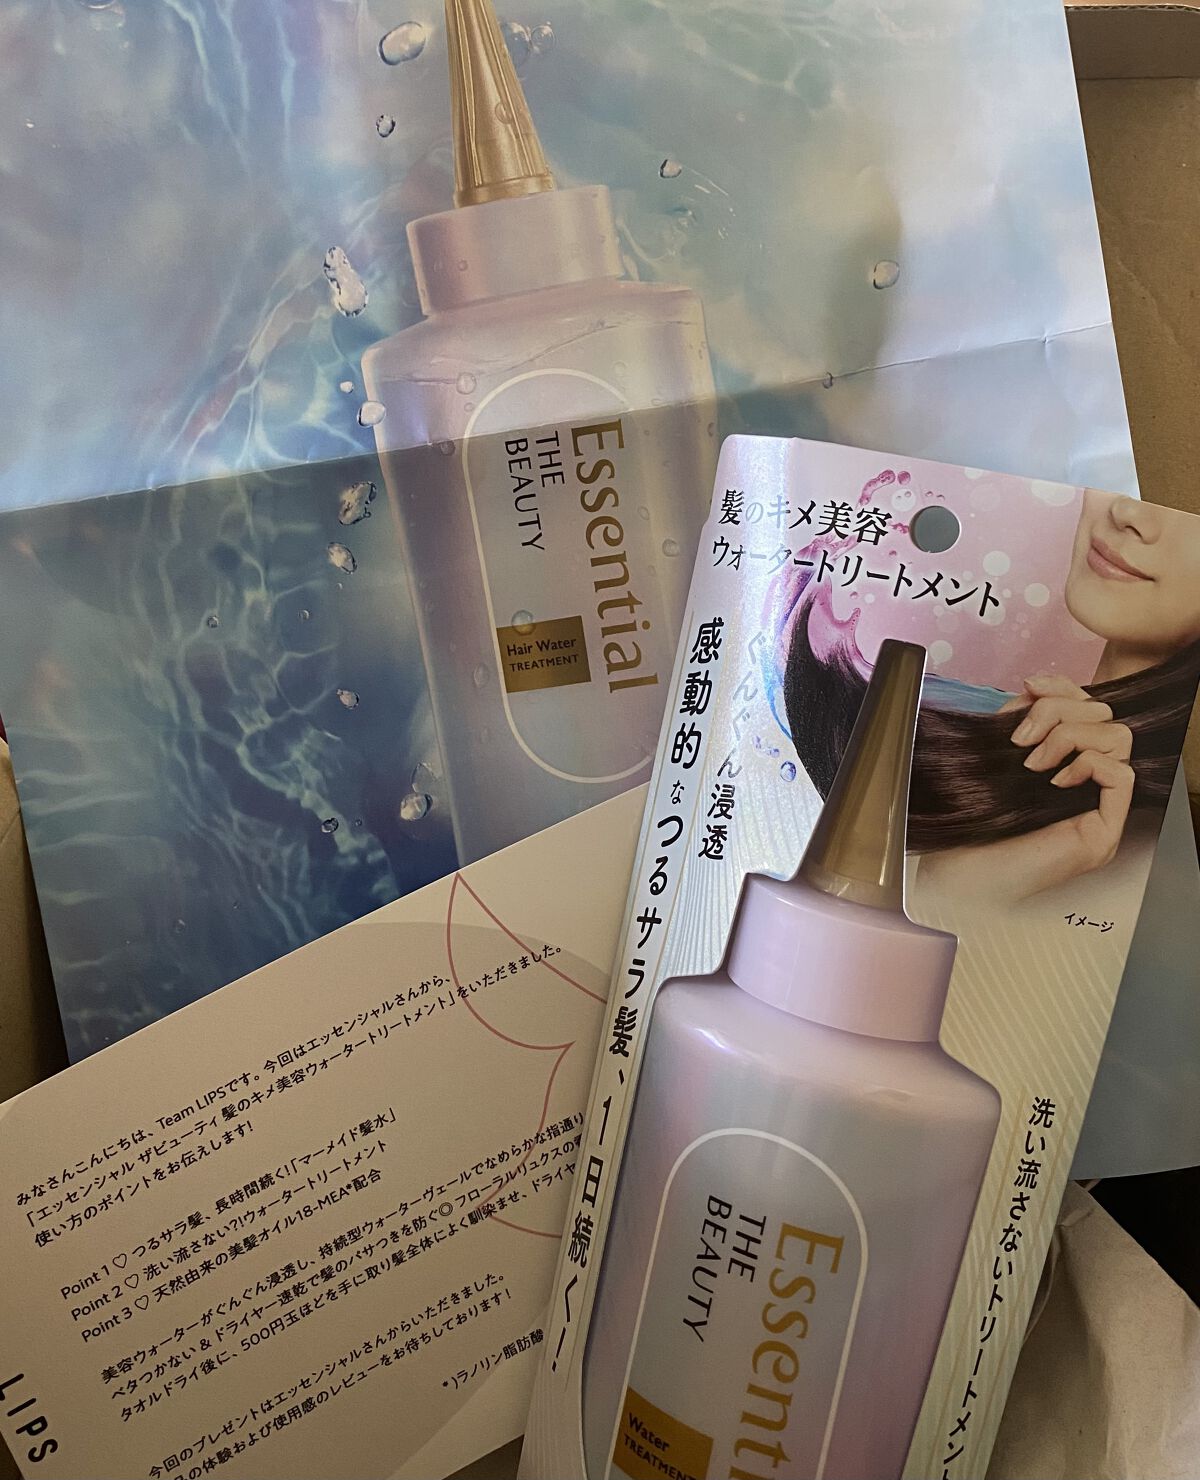 Essential
THE
BEAUTY
Hair Water
TREATMENT
髪のキメ美容
ウォータートリートメント
ぐんぐん浸透
感動的なつるサラ髪、1日続く!
イメージ
洗い流さないトリートメント
Essenti
THE
BEAUTY
Water
TREATMENT
みなさんこんにちは、Team LIPSです。今回はエッセンシャルさんから、
「エッセンシャル ザビューティ 髪のキメ美容ウォータートリートメント」をいただきました。
使い方のポイントをお伝えします!
Point 1♡ つるサラ髪、長時間続く!「マーメイド髪水」
Point 2♡ 洗い流さない?!ウォータートリートメント
Point 3♡ 天然由来の美髪オイル18-MEA*配合
美容ウォーターがぐんぐん浸透し、持続型ウォーターヴェールでなめらかな指通り
ベタつかない & ドライヤー速乾で髪のパサつきを防ぐ◎ フローラルリュクスの
タオルドライ後に、500円玉ほどを手に取り髪全体によく馴染ませ、ドライヤ
今回のプレゼントはエッセンシャルさんからいただきました。
の体験および使用感のレビューをお待ちしております!
*)ラノリン脂肪酸
LIPS